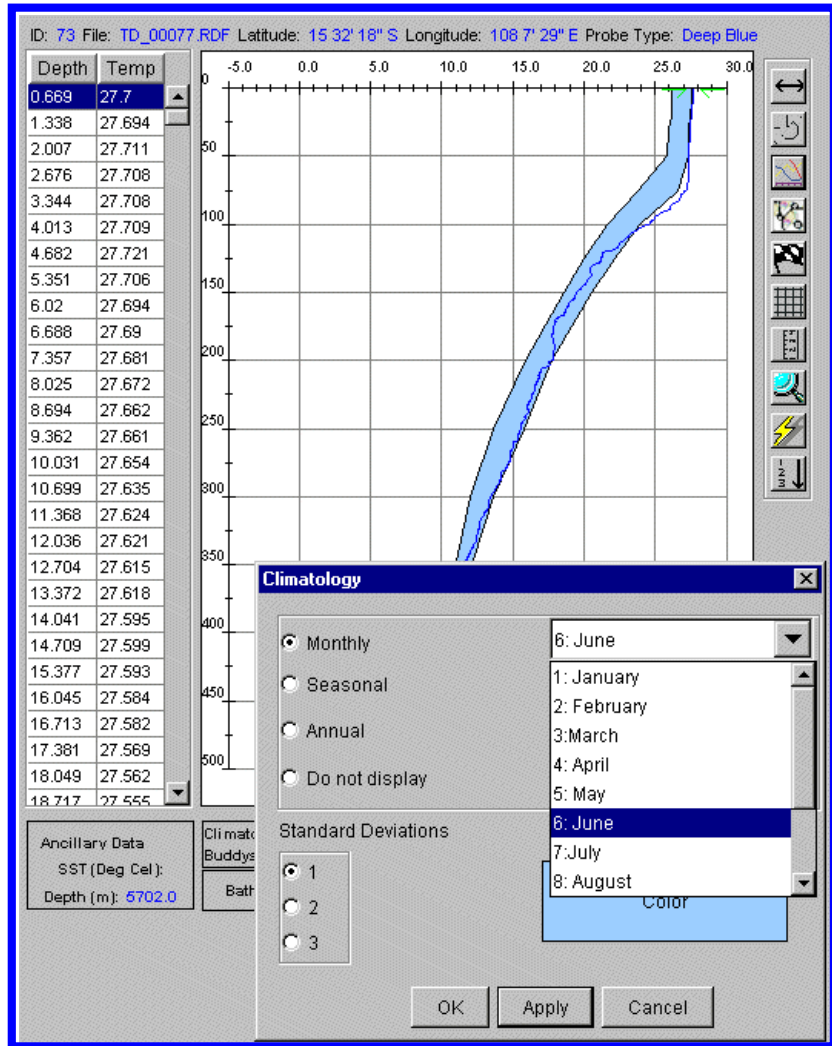 ID: 73 File: TD_00077.RDF Latitude: 15 32' 18" S Longitude: 108 7' 29" E Probe Type: Deep Blue
Depth Temp
0.669 27.7
1.338 27.694
2.007 27.711
2.676 27.708
3.344 27.708
4.013 27.709
4.682 27.721
5.351 27.706
6.02 27.694
6.688 27.69
7.357 27.681
8.025 27.672
8.694 27.662
9.362 27.661
10.031 27.654
10.699 27.635
11.368 27.624
12.036 27.621
12.704 27.615
13.372 27.618
14.041 27.595
14.709 27.599
15.377 27.593
16.045 27.584
16.713 27.582
17.381 27.569
18.049 27.562
18.717 27.555
0 -5.0 0.0 5.0 10.0 15.0 20.0 25.0 30.0
50
100
150
200
250
300
350
400
450
500
1 2 3
Ancillary Data
SST (Deg Cel):
Depth (m): 5702.0
Climato
Buddys
Bath
Climatology
Monthly
Seasonal
Annual
Do not display
6: June
1: January
2: February
3:March
4: April
5: May
6: June
7:July
8: August
Standard Deviations
1
2
3
Color
OK Apply Cancel